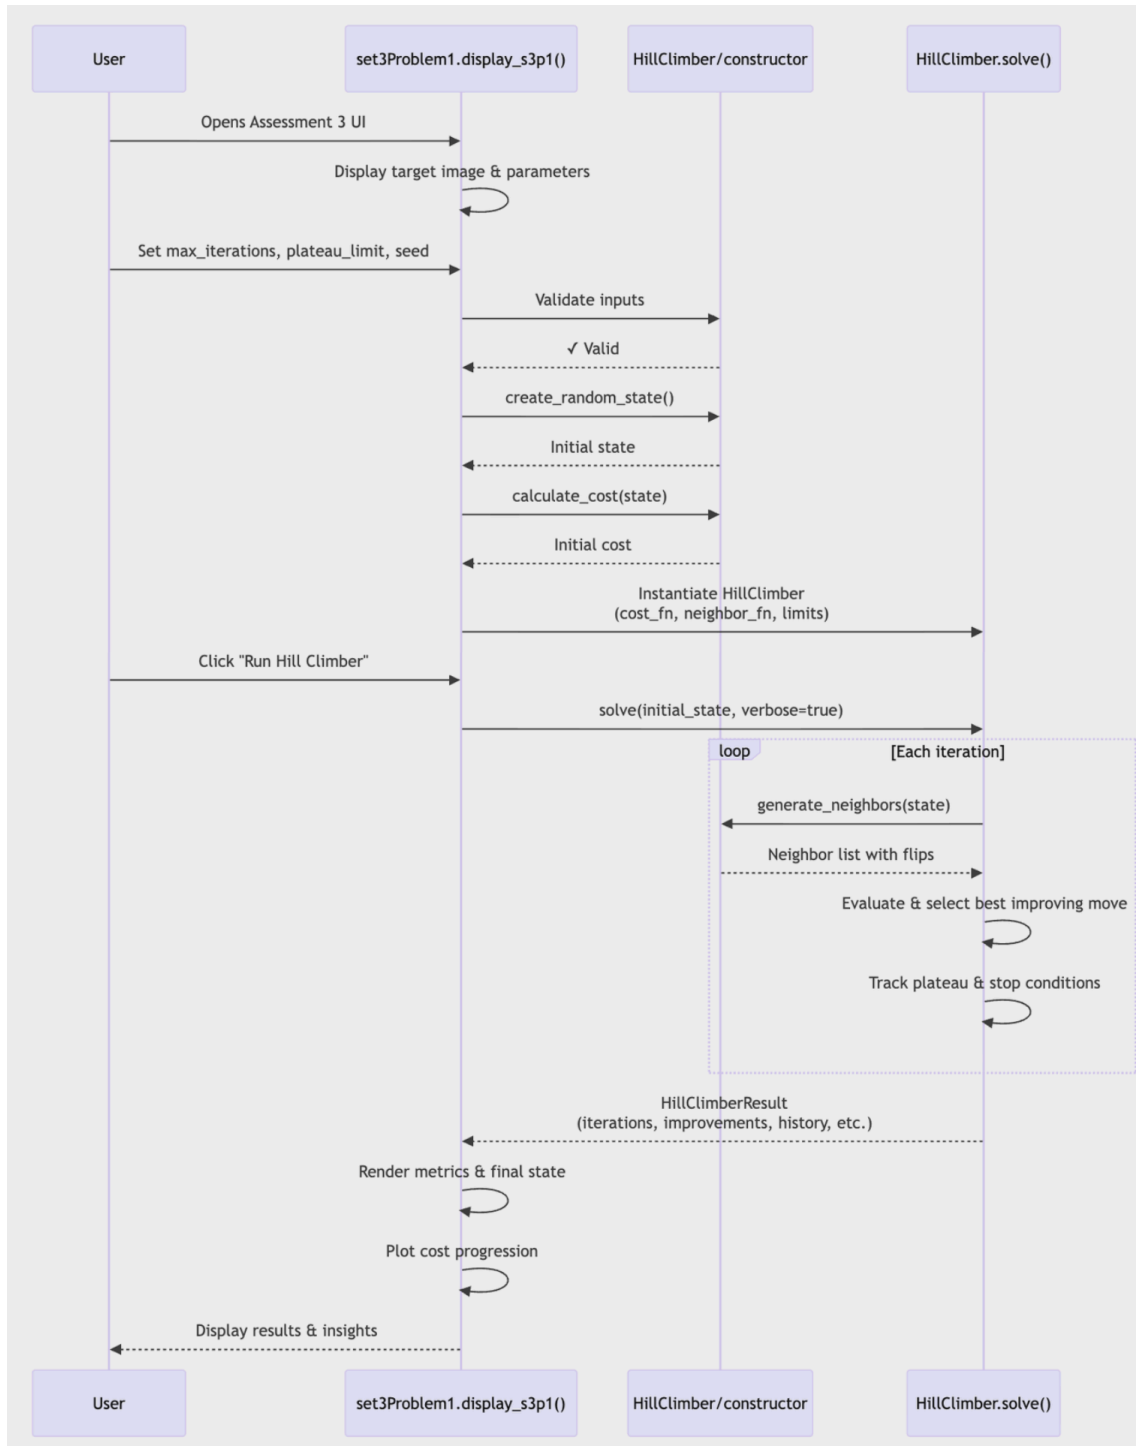 User
set3Problem1.display_s3p1()
HillClimber/constructor
HillClimber.solve()
Opens Assessment 3 UI
Display target image & parameters
Set max_iterations, plateau_limit, seed
Validate inputs
✓ Valid
create_random_state()
Initial state
calculate_cost(state)
Initial cost
Instantiate HillClimber
(cost_fn, neighbor_fn, limits)
Click "Run Hill Climber"
solve(initial_state, verbose=true)
loop
[Each iteration]
generate_neighbors(state)
Neighbor list with flips
Evaluate & select best improving move
Track plateau & stop conditions
HillClimberResult
(iterations, improvements, history, etc.)
Render metrics & final state
Plot cost progression
Display results & insights
User
set3Problem1.display_s3p1()
HillClimber/constructor
HillClimber.solve()